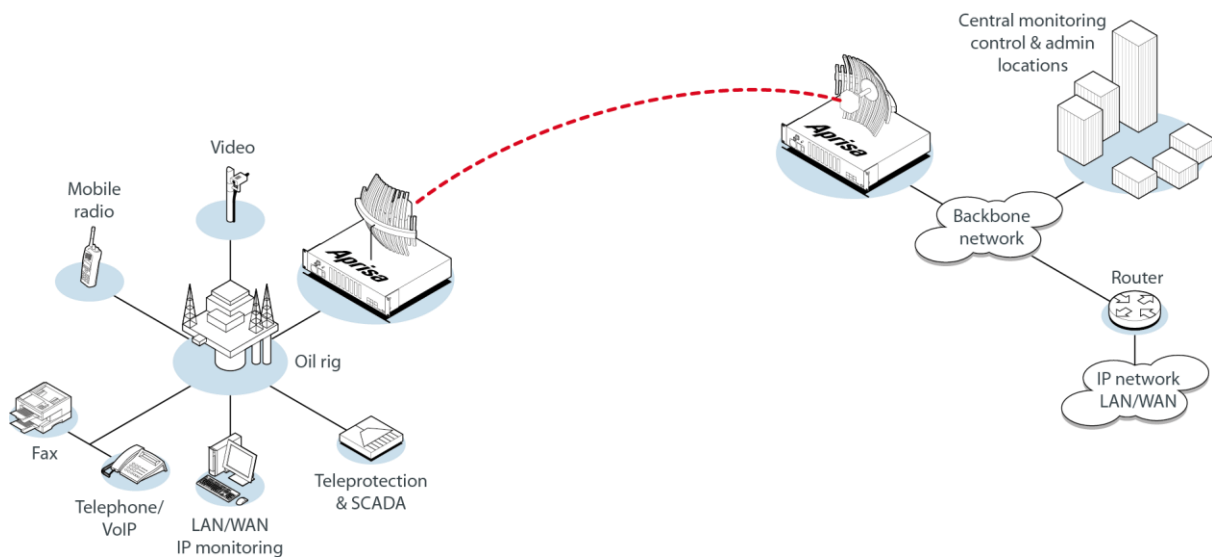 Central monitoring
control & admin
locations
Video
Mobile
radio
Aprisa
Aprisa
Backbone
network
Router
Oil rig
IP network
LAN/WAN
Fax
Telephone/
VoIP
LAN/WAN
IP monitoring
Teleprotection
& SCADA